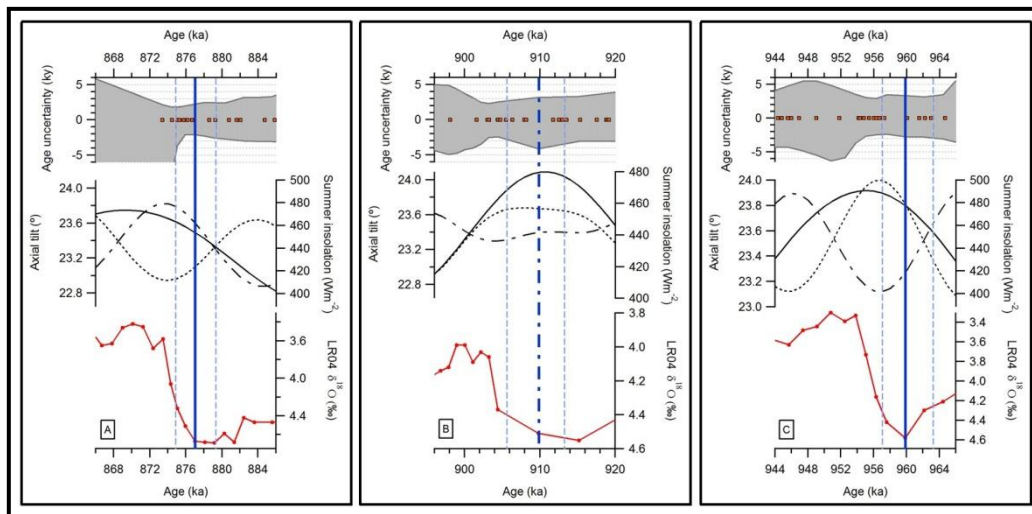 Age (ka)
868 872 876 880 884
Age uncertainty (ky)
5
0
-5
Axial tilt (º)
24.0
23.6
23.2
22.8
Summer insolation (Wm-2)
500
480
460
440
420
400
LR04 δ18O (‰)
3.6
4.0
4.4
A
868 872 876 880 884
Age (ka)
Age (ka)
900 910 920
Age uncertainty (ky)
5
0
-5
Axial tilt (º)
24.0
23.6
23.2
22.8
Summer insolation (Wm-2)
480
460
440
420
400
LR04 δ18O (‰)
3.8
4.0
4.2
4.4
4.6
B
900 910 920
Age (ka)
Age (ka)
944 948 952 956 960 964
Age uncertainty (ky)
5
0
-5
Axial tilt (º)
24.0
23.8
23.6
23.4
23.2
23.0
Summer insolation (Wm-2)
500
480
460
440
420
400
LR04 δ18O (‰)
3.4
3.6
3.8
4.0
4.2
4.4
4.6
C
944 948 952 956 960 964
Age (ka)